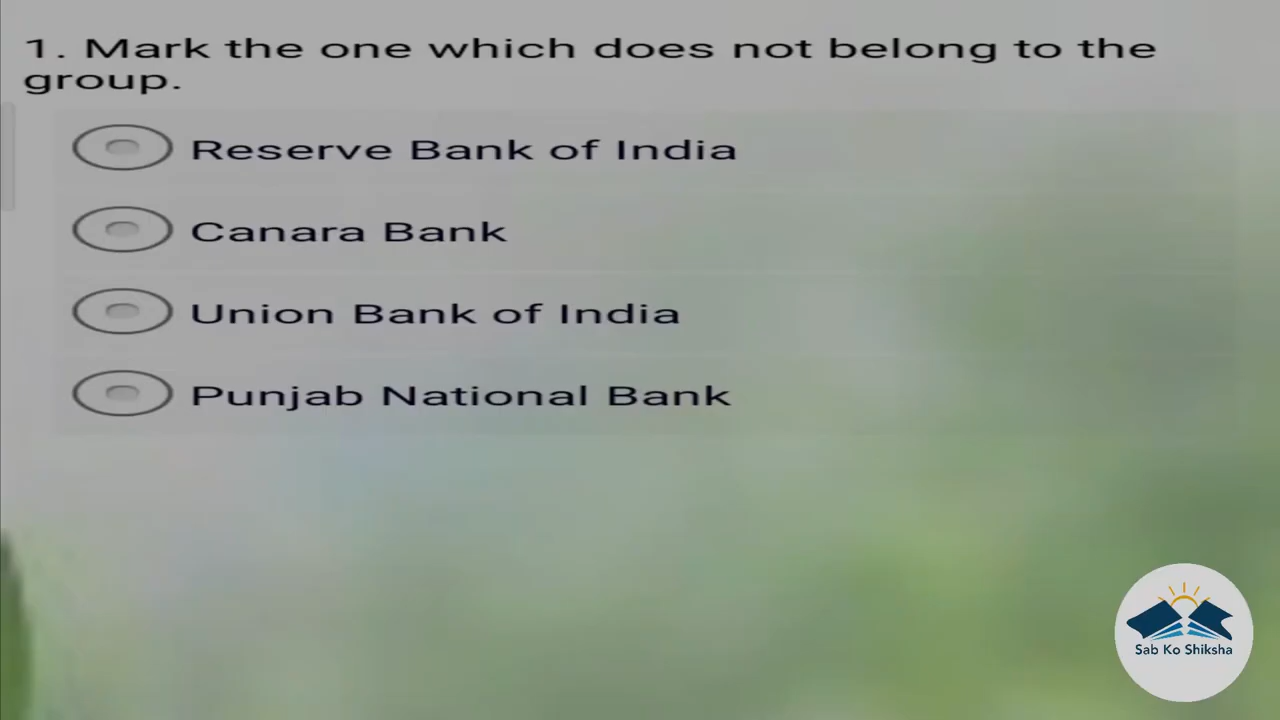 1. Mark the one which does not belong to the
group.
Reserve Bank of India
Canara Bank
Union Bank of India
Punjab National Bank
Sab Ko Shiksha